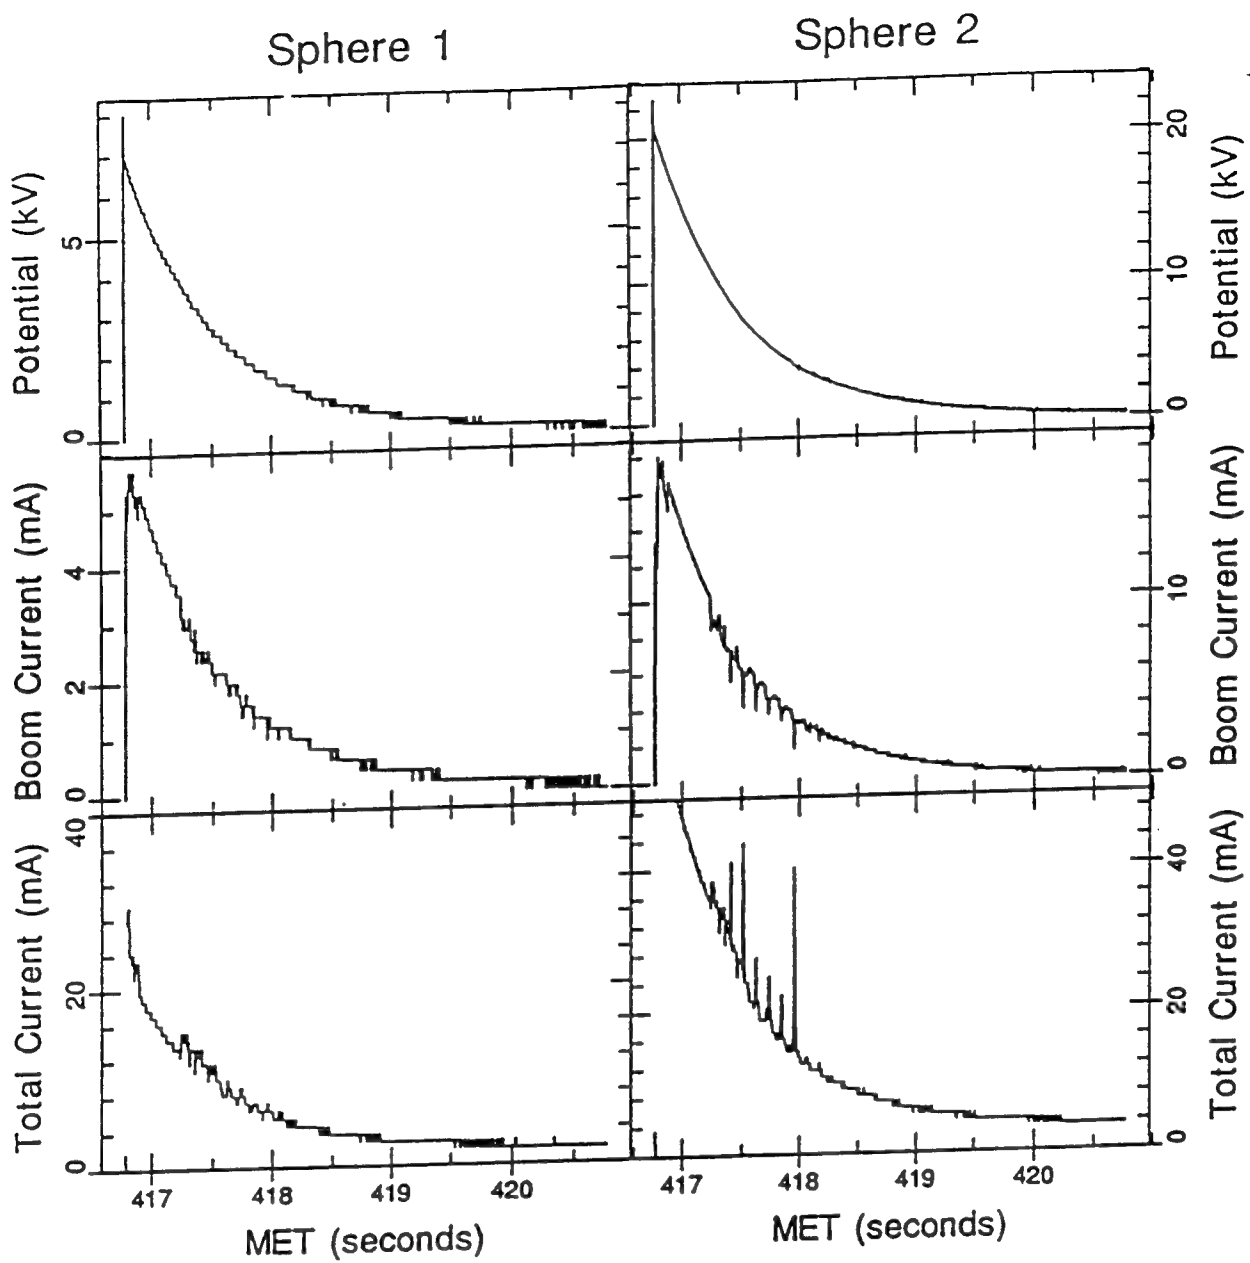 Sphere 1
Sphere 2
Potential (kV)
5
0
20
10
0
Potential (kV)
Boom Current (mA)
4
2
0
10
0
Boom Current (mA)
Total Current (mA)
40
20
0
40
20
0
Total Current (mA)
417 418 419 420
417 418 419 420
MET (seconds)
MET (seconds)